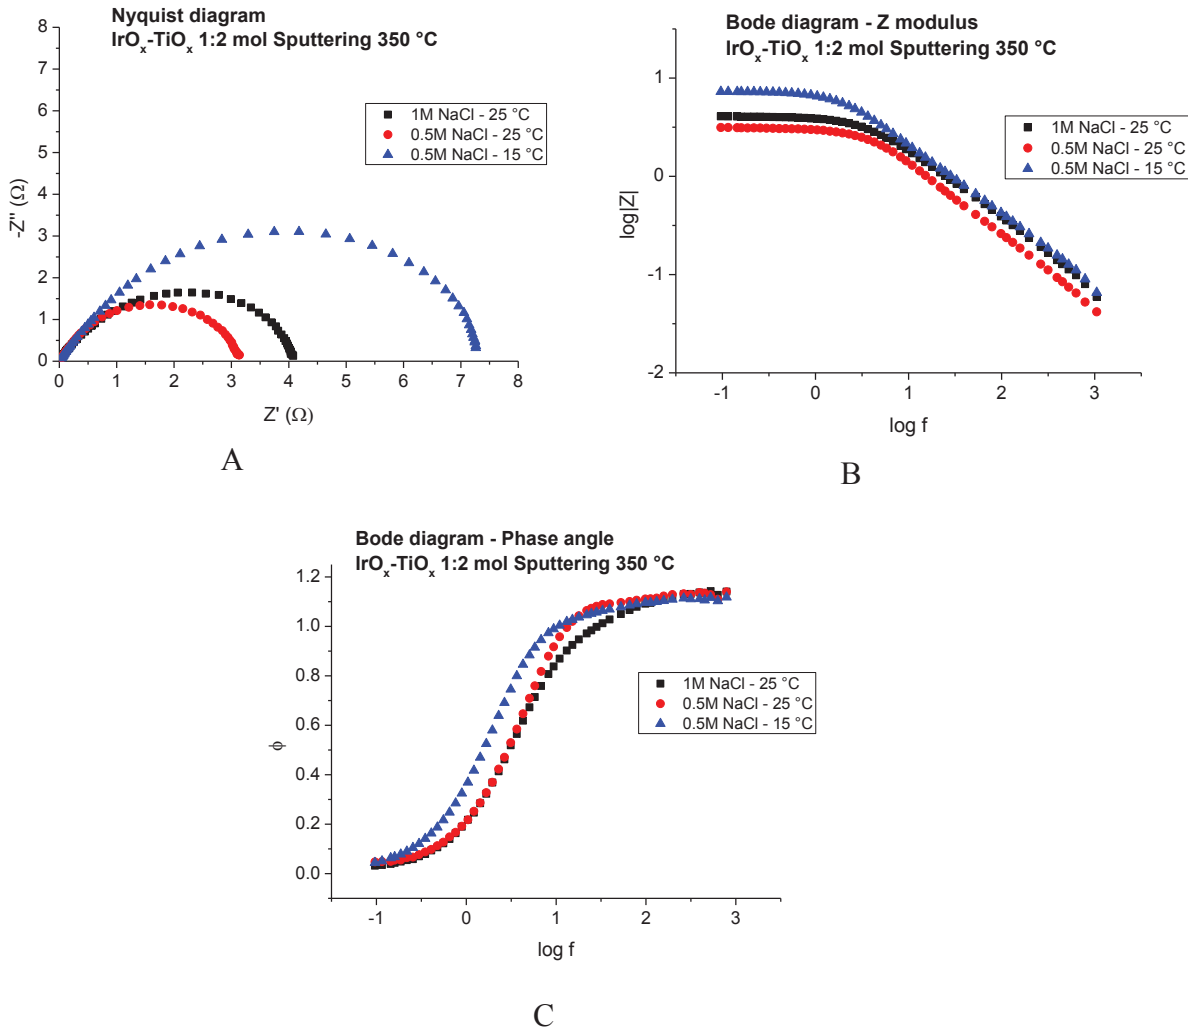 Nyquist diagram
IrOₓ-TiOₓ 1:2 mol Sputtering 350 °C
8
7
6
5
4
3
2
1
0
-Z'' (Ω)
1M NaCl - 25 °C
0.5M NaCl - 25 °C
0.5M NaCl - 15 °C
0 1 2 3 4 5 6 7 8
Z' (Ω)
A
Bode diagram - Z modulus
IrOₓ-TiOₓ 1:2 mol Sputtering 350 °C
1
0
-1
-2
log|Z|
1M NaCl - 25 °C
0.5M NaCl - 25 °C
0.5M NaCl - 15 °C
-1 0 1 2 3
log f
B
Bode diagram - Phase angle
IrOₓ-TiOₓ 1:2 mol Sputtering 350 °C
1.2
1.0
0.8
0.6
0.4
0.2
0.0
ϕ
1M NaCl - 25 °C
0.5M NaCl - 25 °C
0.5M NaCl - 15 °C
-1 0 1 2 3
log f
C